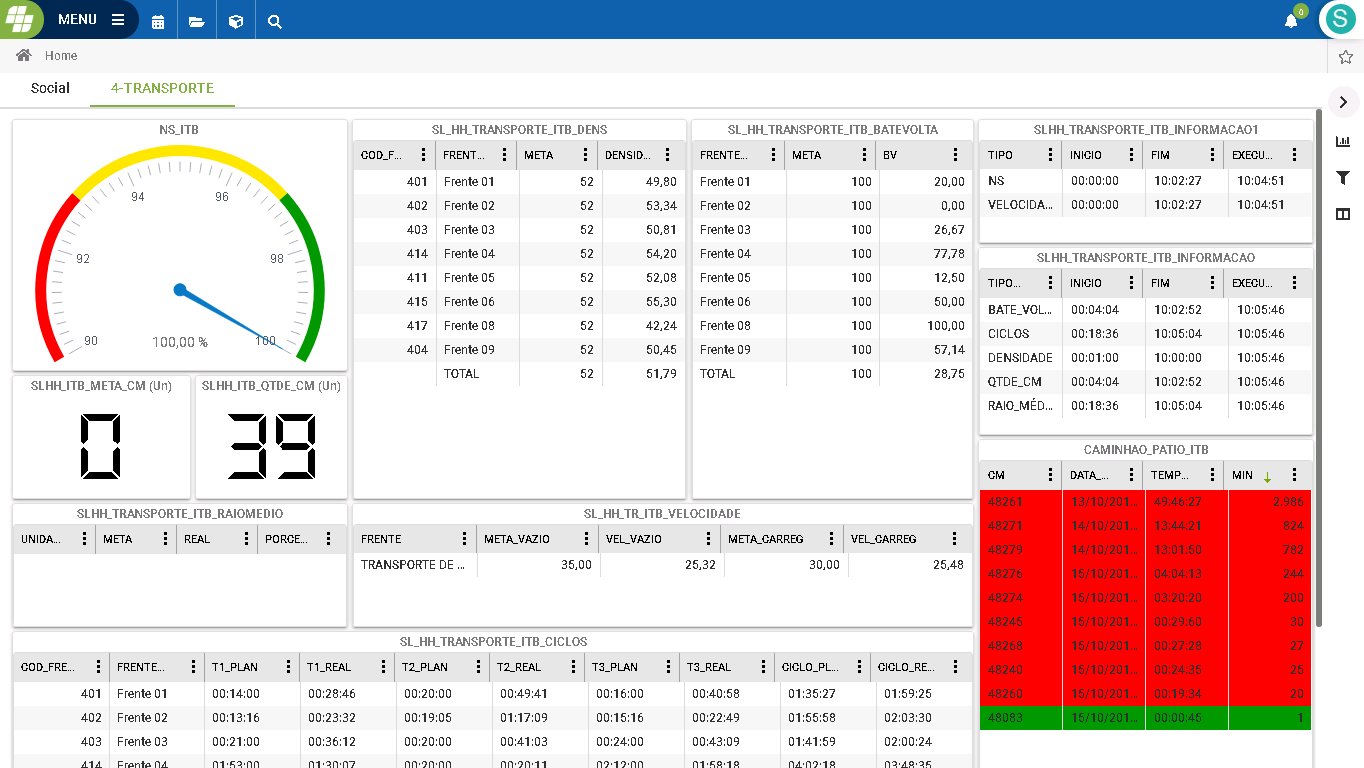 MENU
0
S
Home
Social
4-TRANSPORTE
NS_ITB
94 96
92 98
90 100
100,00 %
SLHH_ITB_META_CM (Un)
0
SLHH_ITB_QTDE_CM (Un)
39
SL_HH_TRANSPORTE_ITB_DENS
COD_F... FRENT... META DENSID...
401 Frente 01 52 49,80
402 Frente 02 52 53,34
403 Frente 03 52 50,81
414 Frente 04 52 54,20
411 Frente 05 52 52,08
415 Frente 06 52 55,30
417 Frente 08 52 42,24
404 Frente 09 52 50,45
TOTAL 52 51,79
SL_HH_TRANSPORTE_ITB_BATEVOLTA
FRENTE... META BV
Frente 01 100 20,00
Frente 02 100 0,00
Frente 03 100 26,67
Frente 04 100 77,78
Frente 05 100 12,50
Frente 06 100 50,00
Frente 08 100 100,00
Frente 09 100 57,14
TOTAL 100 28,75
SLHH_TRANSPORTE_ITB_INFORMACAO1
TIPO INICIO FIM EXECU...
NS 00:00:00 10:02:27 10:04:51
VELOCIDA... 00:00:00 10:02:27 10:04:51
SLHH_TRANSPORTE_ITB_INFORMACAO
TIPO... INICIO FIM EXECU...
BATE_VOL... 00:04:04 10:02:52 10:05:46
CICLOS 00:18:36 10:05:04 10:05:46
DENSIDADE 00:01:00 10:00:00 10:05:46
QTDE_CM 00:04:04 10:02:52 10:05:46
RAIO_MÉD... 00:18:36 10:05:04 10:05:46
CAMINHAO_PATIO_ITB
CM DATA_... TEMP... MIN
48261 13/10/201... 49:45:27 2.986
48271 14/10/201... 13:44:21 824
48279 14/10/201... 13:01:50 782
48276 15/10/201... 04:04:13 244
48274 15/10/201... 03:20:20 200
48245 15/10/201... 00:29:50 30
48268 15/10/201... 00:27:28 27
48240 15/10/201... 00:24:35 25
48260 15/10/201... 00:19:34 20
48083 15/10/201... 00:00:45 1
SLHH_TRANSPORTE_ITB_RAIOMEDIO
UNIDA... META REAL PORCE...
SL_HH_TR_ITB_VELOCIDADE
FRENTE META_VAZIO VEL_VAZIO META_CARREG VEL_CARREG
TRANSPORTE DE ... 35,00 25,32 30,00 25,48
SL_HH_TRANSPORTE_ITB_CICLOS
COD_FRE... FRENTE... T1_PLAN T1_REAL T2_PLAN T2_REAL T3_PLAN T3_REAL CICLO_PL... CICLO_RE...
401 Frente 01 00:14:00 00:28:46 00:20:00 00:49:41 00:16:00 00:40:58 01:35:27 01:59:25
402 Frente 02 00:13:16 00:23:32 00:19:05 01:17:09 00:15:16 00:22:49 01:55:58 02:03:30
403 Frente 03 00:21:00 00:36:12 00:20:00 00:41:03 00:24:00 00:43:09 01:41:59 02:00:24
414 Frente 04 01:53:00 01:30:07 00:20:00 00:20:11 02:12:00 01:58:18 04:02:18 03:48:35